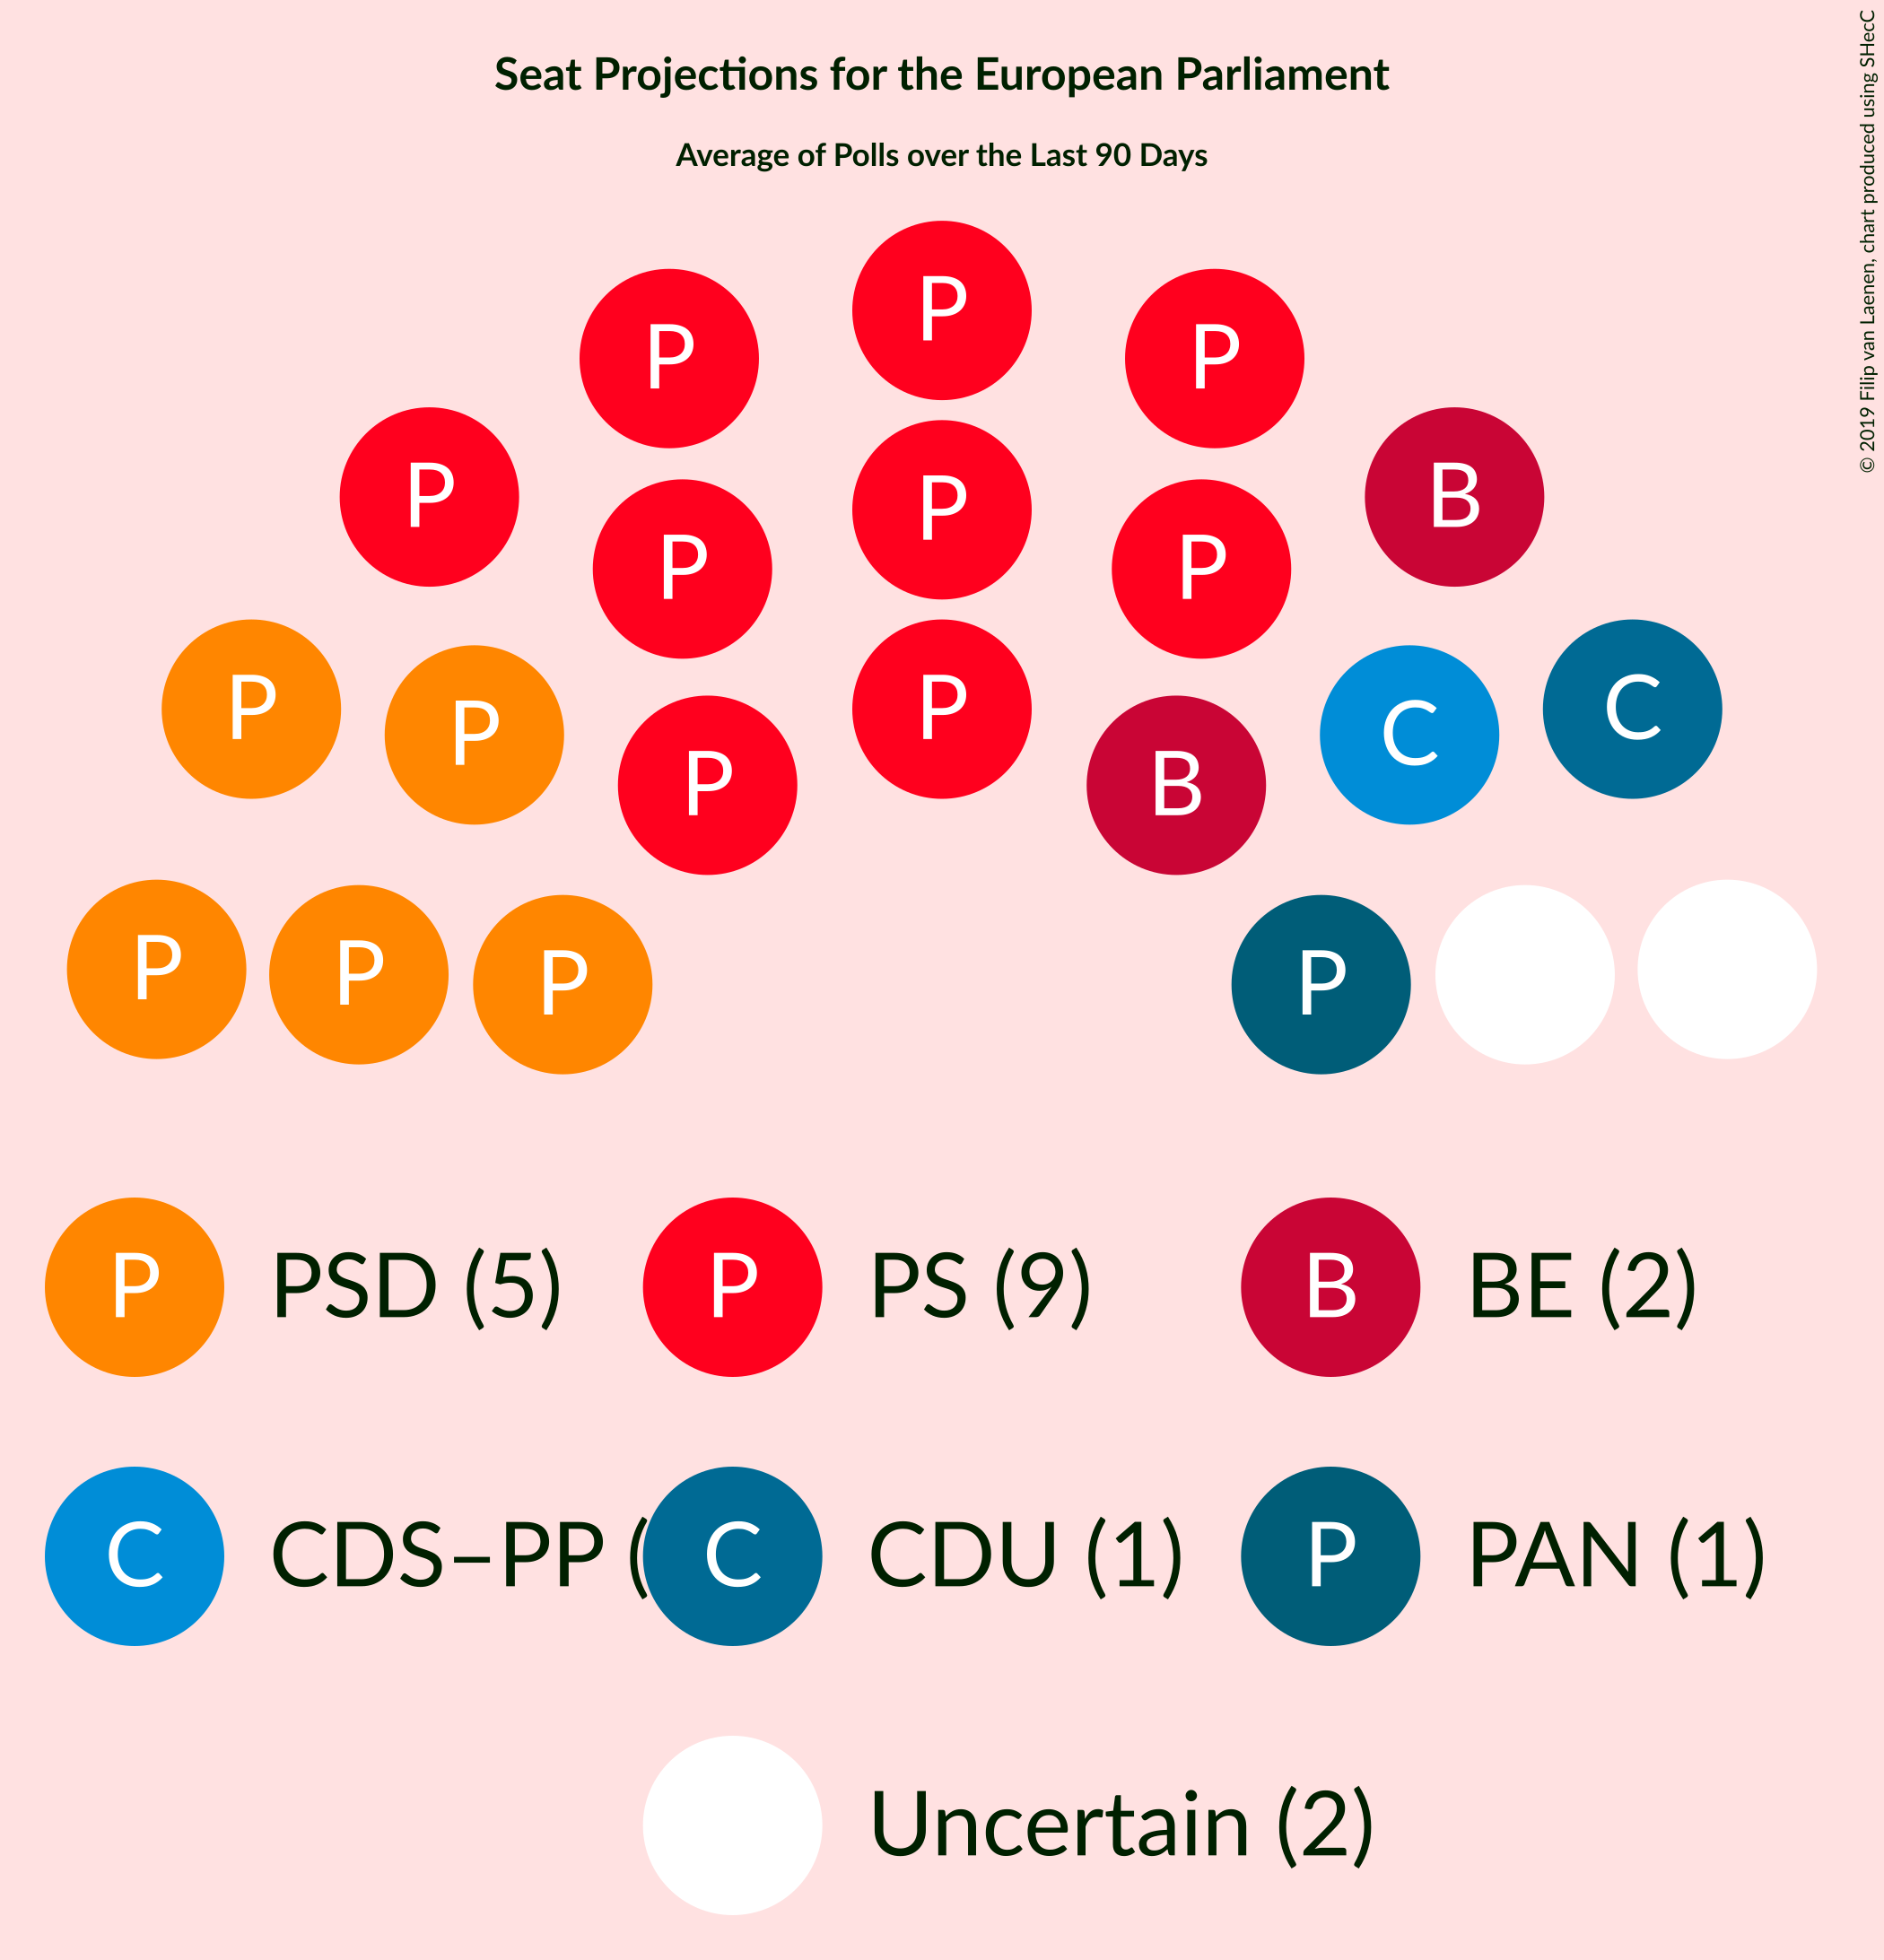 Seat Projections for the European Parliament
Average of Polls over the Last 90 Days
© 2019 Filip van Laenen, chart produced using SHecC
P
P P
P B
P
P P
P P
P C C
P P
B
P P P P
P PSD (5) P PS (9) B BE (2)
C CDS–PP ( C CDU (1) P PAN (1)
Uncertain (2)